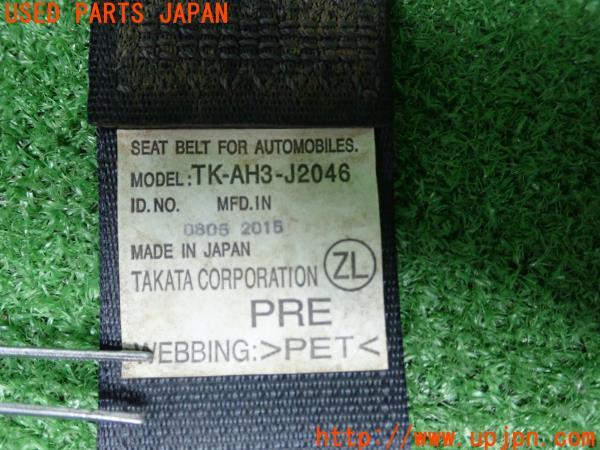 USED PARTS JAPAN
SEAT BELT FOR AUTOMOBILES.
MODEL:TK-AH3-J2046
ID.NO. MFD.IN
0805 2015
MADE IN JAPAN
TAKATA CORPORATION ZL
PRE
WEBBING:>PET<
www.upjpn.com